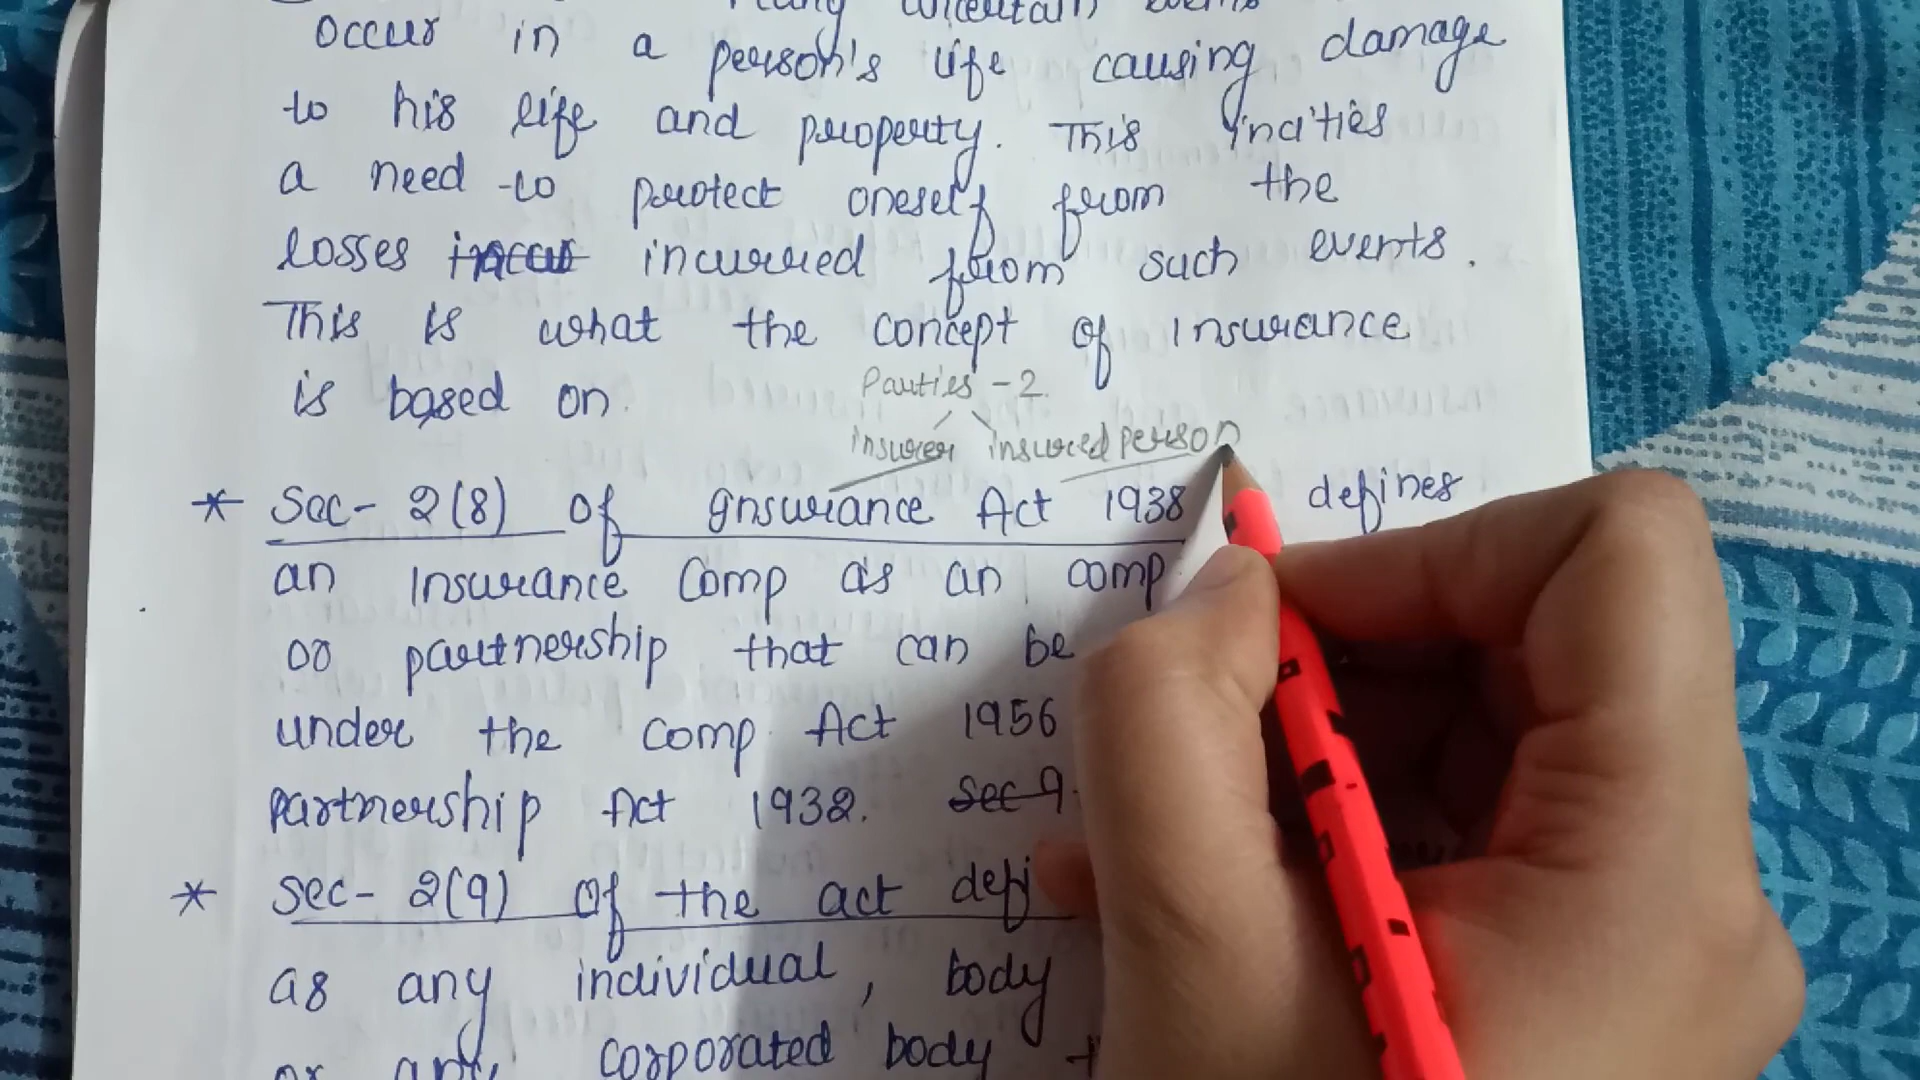 occur in a person's life causing damage
to his life and property. This incities
a need to protect oneself from the
losses incurred from such events.
This is what the concept of insurance
is based on.
Parties - 2
insurer insured person
* Sec- 2(8) of Insurance Act 1938 defines
an insurance comp as an comp
or partnership that can be
under the comp. Act 1956
partnership Act 1932. Sec 9
* Sec- 2(9) of the act defi
as any individual, body
or any corporated body